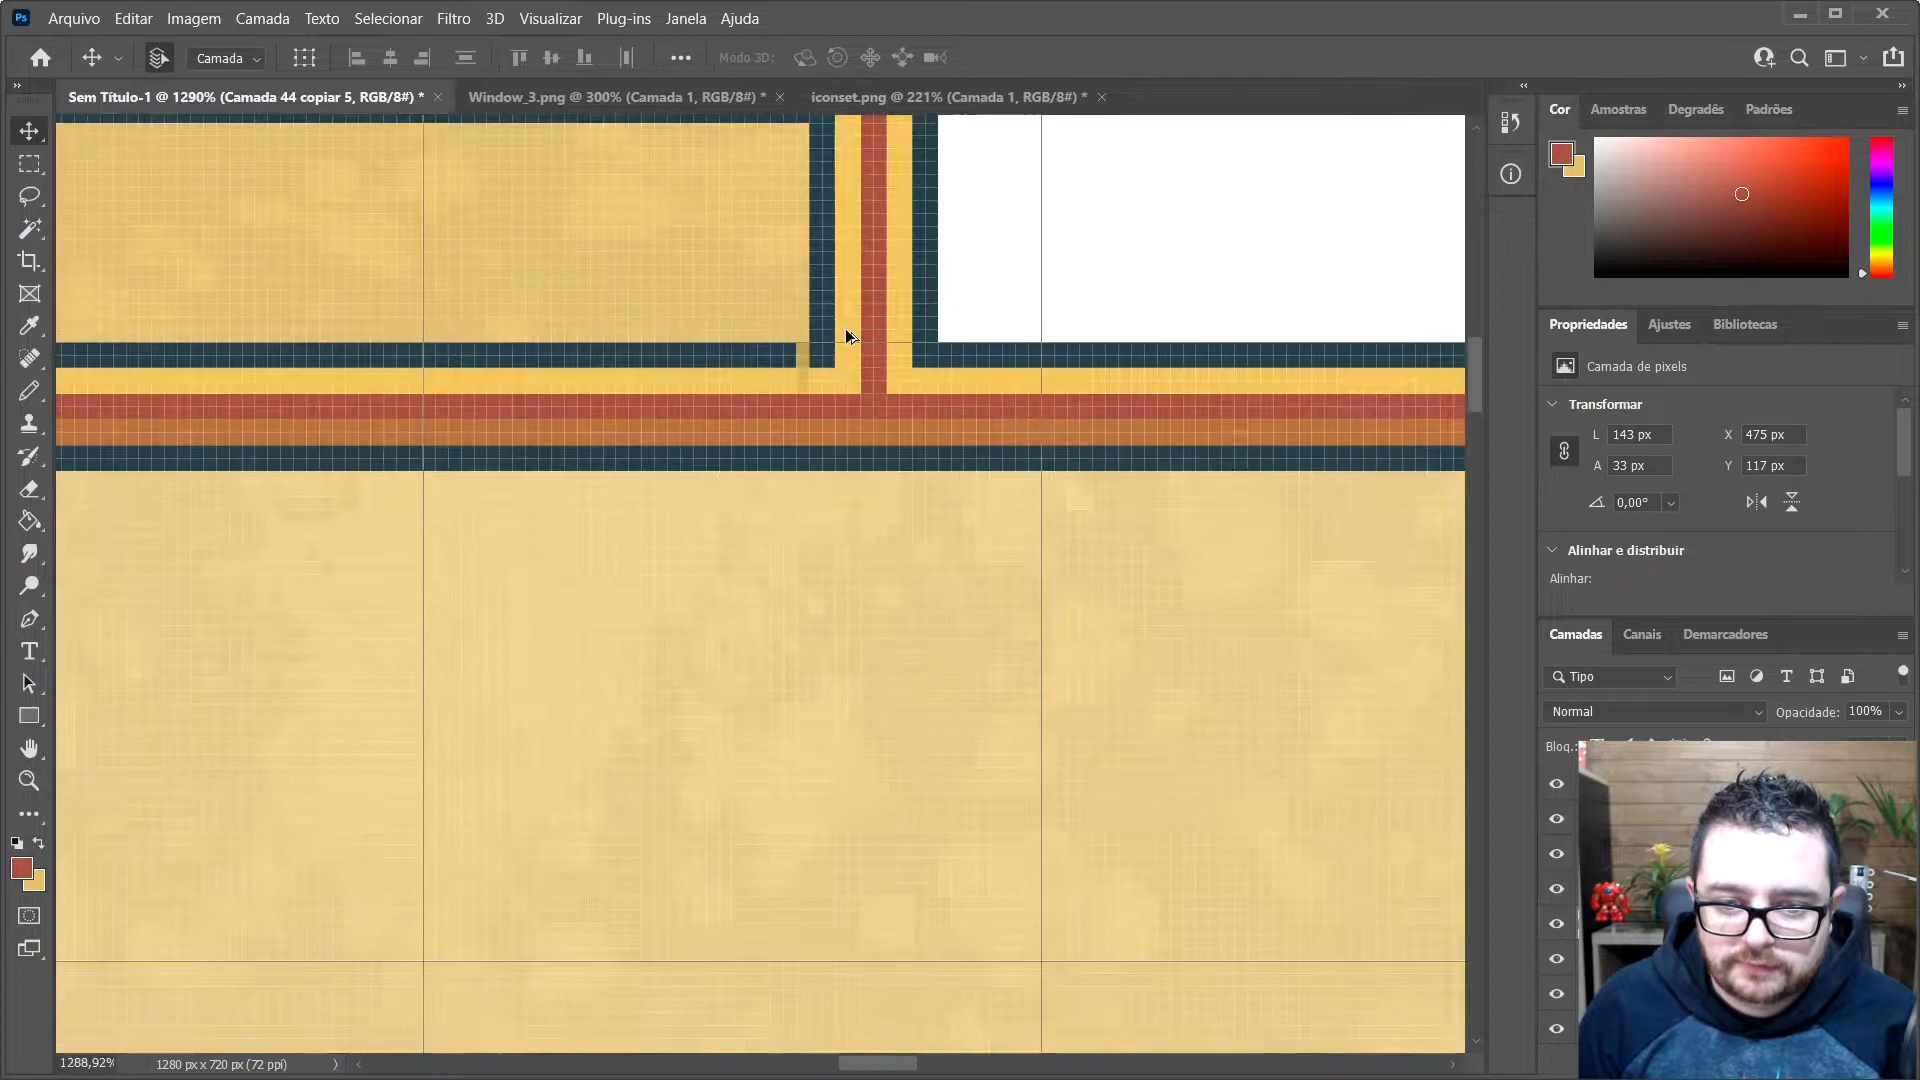 Ps Arquivo Editar Imagem Camada Texto Selecionar Filtro 3D Visualizar Plug-ins Janela Ajuda
Camada
Modo 3D:
Sem Título-1 @ 1290% (Camada 44 copiar 5, RGB/8#) *
Window_3.png @ 300% (Camada 1, RGB/8#) *
iconset.png @ 221% (Camada 1, RGB/8#) *
Cor Amostras Degradês Padrões
Propriedades Ajustes Bibliotecas
Camada de pixels
Transformar
L 143 px X 475 px
A 33 px Y 117 px
0,00°
Alinhar e distribuir
Alinhar:
Camadas Canais Demarcadores
Tipo
Normal Opacidade: 100%
Bloq.:
1288,92% 1280 px x 720 px (72 ppi)